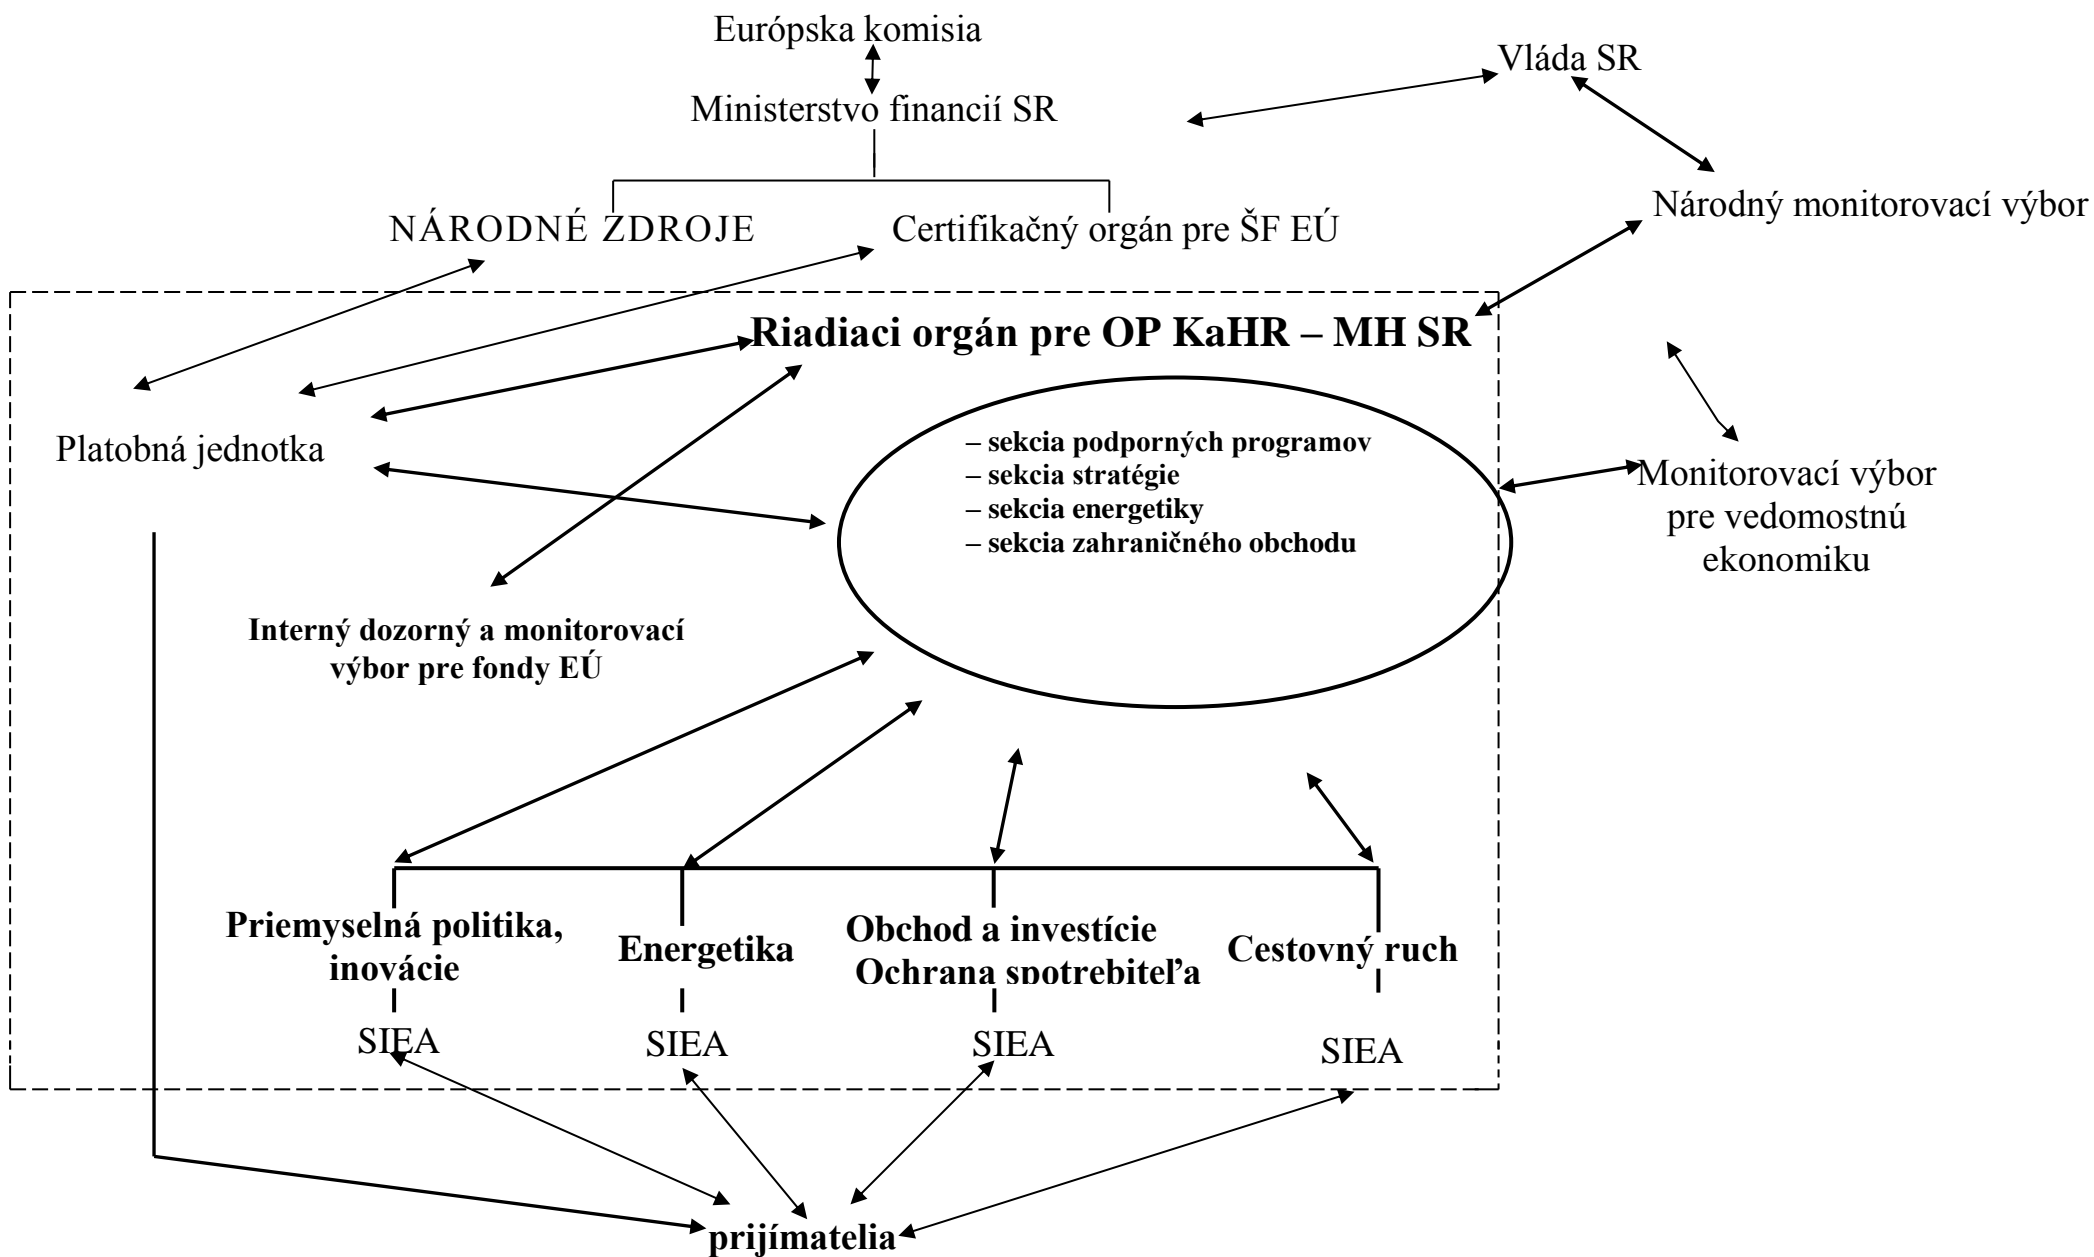 Európska komisia
Vláda SR
Ministerstvo financií SR
Národný monitorovací výbor
NÁRODNÉ ZDROJE
Certifikačný orgán pre ŠF EÚ
Riadiaci orgán pre OP KaHR – MH SR
Platobná jednotka
– sekcia podporných programov
– sekcia stratégie
– sekcia energetiky
– sekcia zahraničného obchodu
Monitorovací výbor
pre vedomostnú
ekonomiku
Interný dozorný a monitorovací
výbor pre fondy EÚ
Priemyselná politika,
inovácie
Energetika
Obchod a investície
Ochrana spotrebiteľa
Cestovný ruch
SIEA
SIEA
SIEA
SIEA
prijímatelia